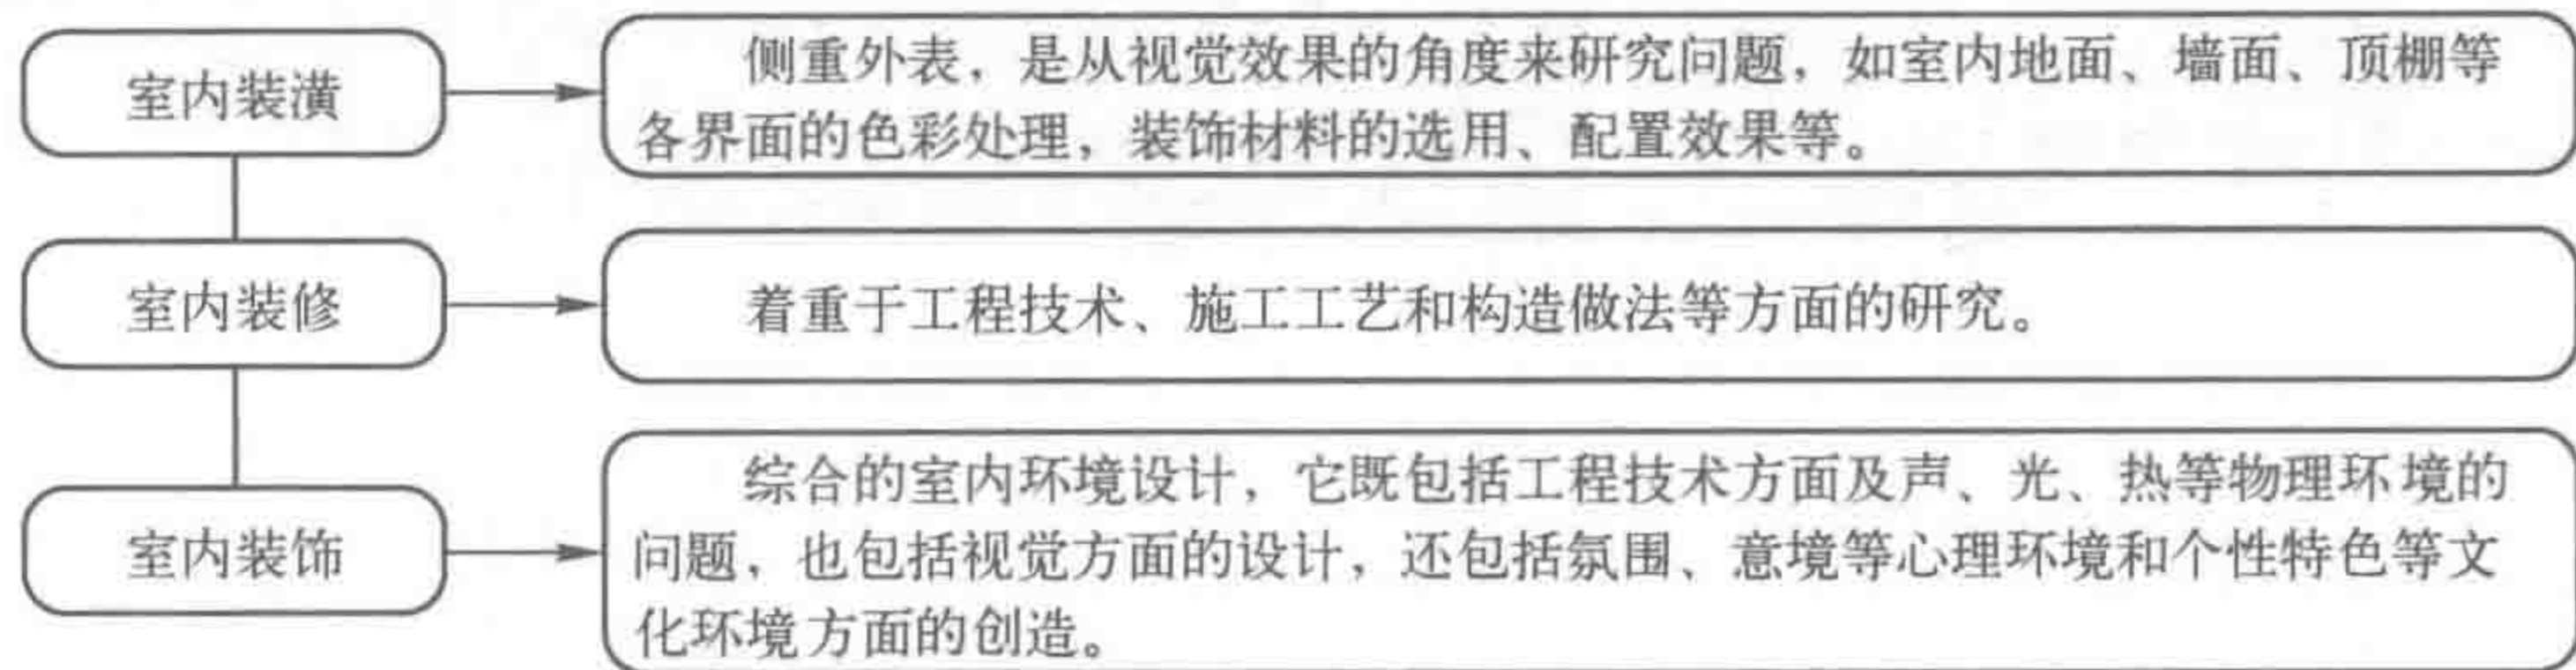 室内装潢
侧重外表，是从视觉效果的角度来研究问题，如室内地面、墙面、顶棚等
各界面的色彩处理，装饰材料的选用、配置效果等。
室内装修
着重于工程技术、施工工艺和构造做法等方面的研究。
室内装饰
综合的室内环境设计，它既包括工程技术方面及声、光、热等物理环境的
问题，也包括视觉方面的设计，还包括氛围、意境等心理环境和个性特色等文
化环境方面的创造。